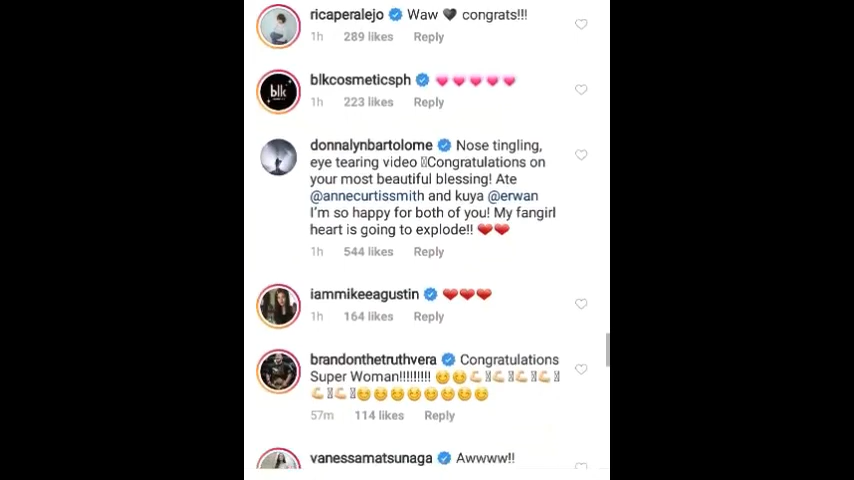 ricaperalejo Waw 🖤 congrats!!!
1h 289 likes Reply
blk
blkcosmeticsph 💗💗💗💗💗
1h 223 likes Reply
donnalynbartolome Nose tingling,
eye tearing video Congratulations on
your most beautiful blessing! Ate
@annecurtissmith and kuya @erwan
I'm so happy for both of you! My fangirl
heart is going to explode!! ❤️❤️
1h 544 likes Reply
iammikeeagustin ❤️❤️❤️
1h 164 likes Reply
brandonthetruthvera Congratulations
Super Woman!!!!!!!!! 😊😊💪🏼💪🏼💪🏼💪🏼
💪🏼💪🏼😊😊😊😊😊😊😊😊
57m 114 likes Reply
vanessamatsunaga Awwww!!